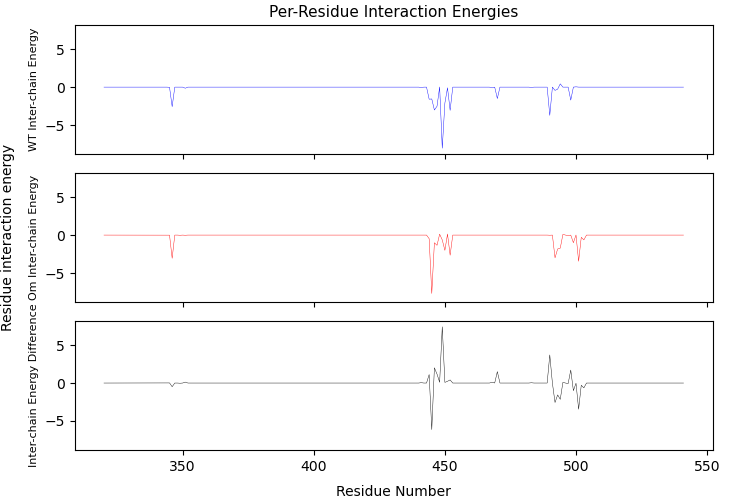 Per-Residue Interaction Energies
Residue interaction energy
WT Inter-chain Energy
5
0
−5
Om Inter-chain Energy
5
0
−5
Inter-chain Energy Difference
5
0
−5
350
400
450
500
550
Residue Number